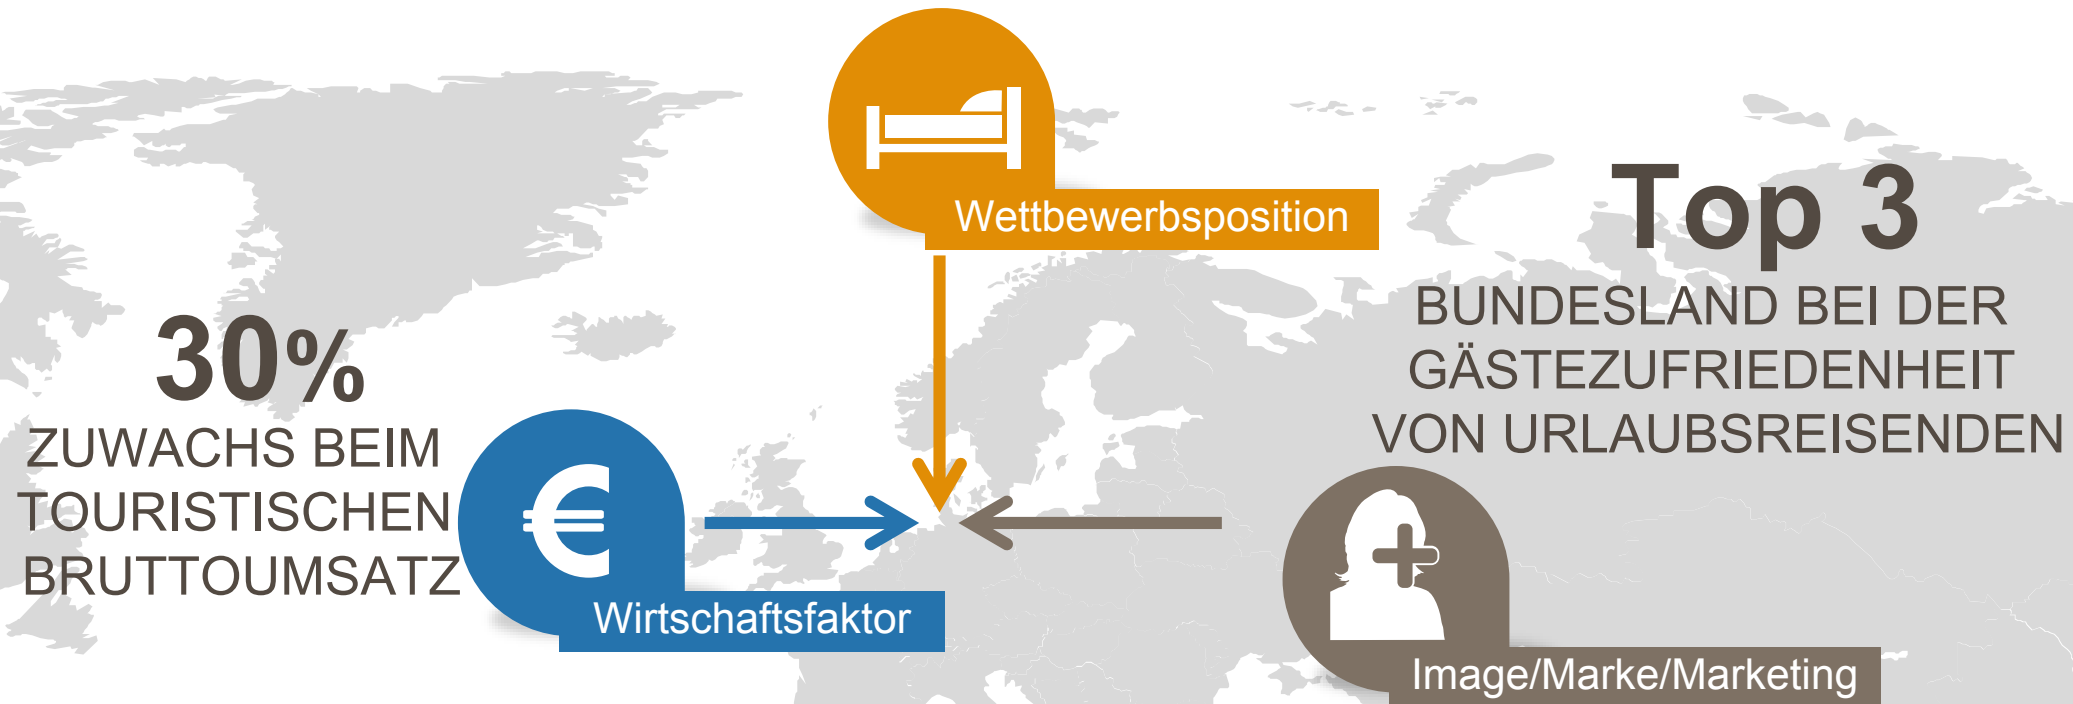 Wettbewerbsposition
30%
ZUWACHS BEIM
TOURISTISCHEN
BRUTTOUMSATZ
€
Wirtschaftsfaktor
Top 3
BUNDESLAND BEI DER
GÄSTEZUFRIEDENHEIT
VON URLAUBSREISENDEN
Image/Marke/Marketing